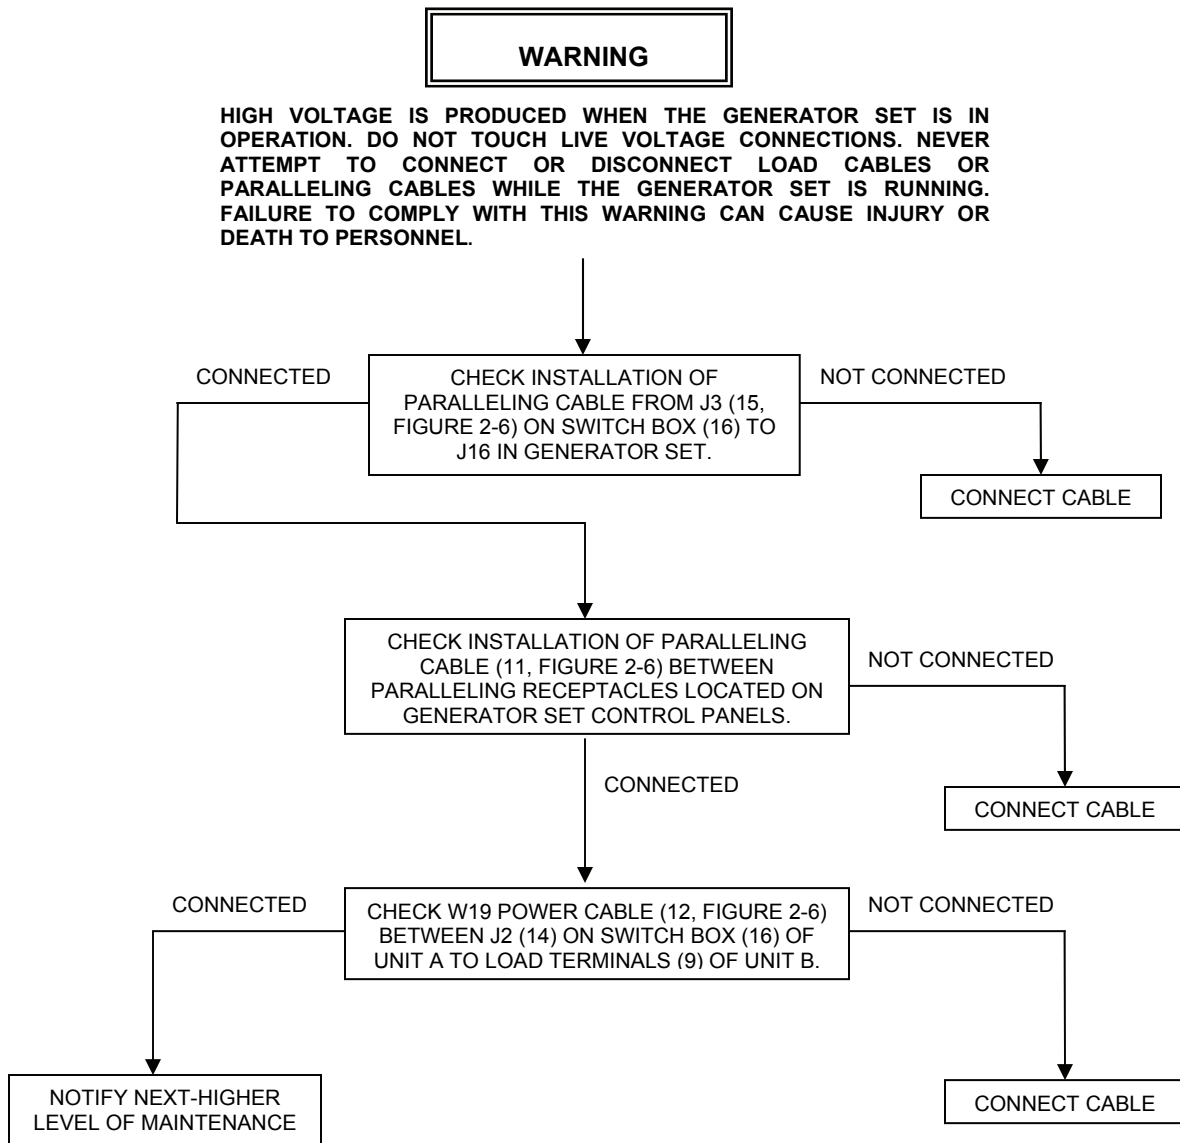 WARNING
HIGH VOLTAGE IS PRODUCED WHEN THE GENERATOR SET IS IN
OPERATION. DO NOT TOUCH LIVE VOLTAGE CONNECTIONS. NEVER
ATTEMPT TO CONNECT OR DISCONNECT LOAD CABLES OR
PARALLELING CABLES WHILE THE GENERATOR SET IS RUNNING.
FAILURE TO COMPLY WITH THIS WARNING CAN CAUSE INJURY OR
DEATH TO PERSONNEL.
CONNECTED
CHECK INSTALLATION OF
PARALLELING CABLE FROM J3 (15,
FIGURE 2-6) ON SWITCH BOX (16) TO
J16 IN GENERATOR SET.
NOT CONNECTED
CONNECT CABLE
CHECK INSTALLATION OF PARALLELING
CABLE (11, FIGURE 2-6) BETWEEN
PARALLELING RECEPTACLES LOCATED ON
GENERATOR SET CONTROL PANELS.
NOT CONNECTED
CONNECTED
CONNECT CABLE
CONNECTED
CHECK W19 POWER CABLE (12, FIGURE 2-6)
BETWEEN J2 (14) ON SWITCH BOX (16) OF
UNIT A TO LOAD TERMINALS (9) OF UNIT B.
NOT CONNECTED
NOTIFY NEXT-HIGHER
LEVEL OF MAINTENANCE
CONNECT CABLE